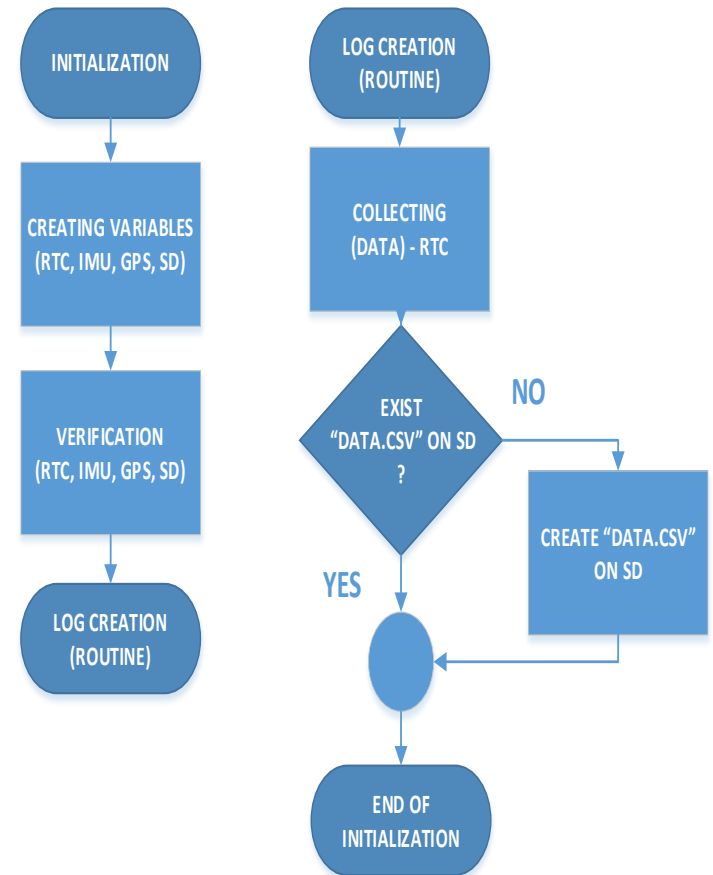 INITIALIZATION
CREATING VARIABLES
(RTC, IMU, GPS, SD)
VERIFICATION
(RTC, IMU, GPS, SD)
LOG CREATION
(ROUTINE)
LOG CREATION
(ROUTINE)
COLLECTING
(DATA) - RTC
EXIST
“DATA.CSV” ON SD
?
NO
CREATE “DATA.CSV”
ON SD
YES
END OF
INITIALIZATION